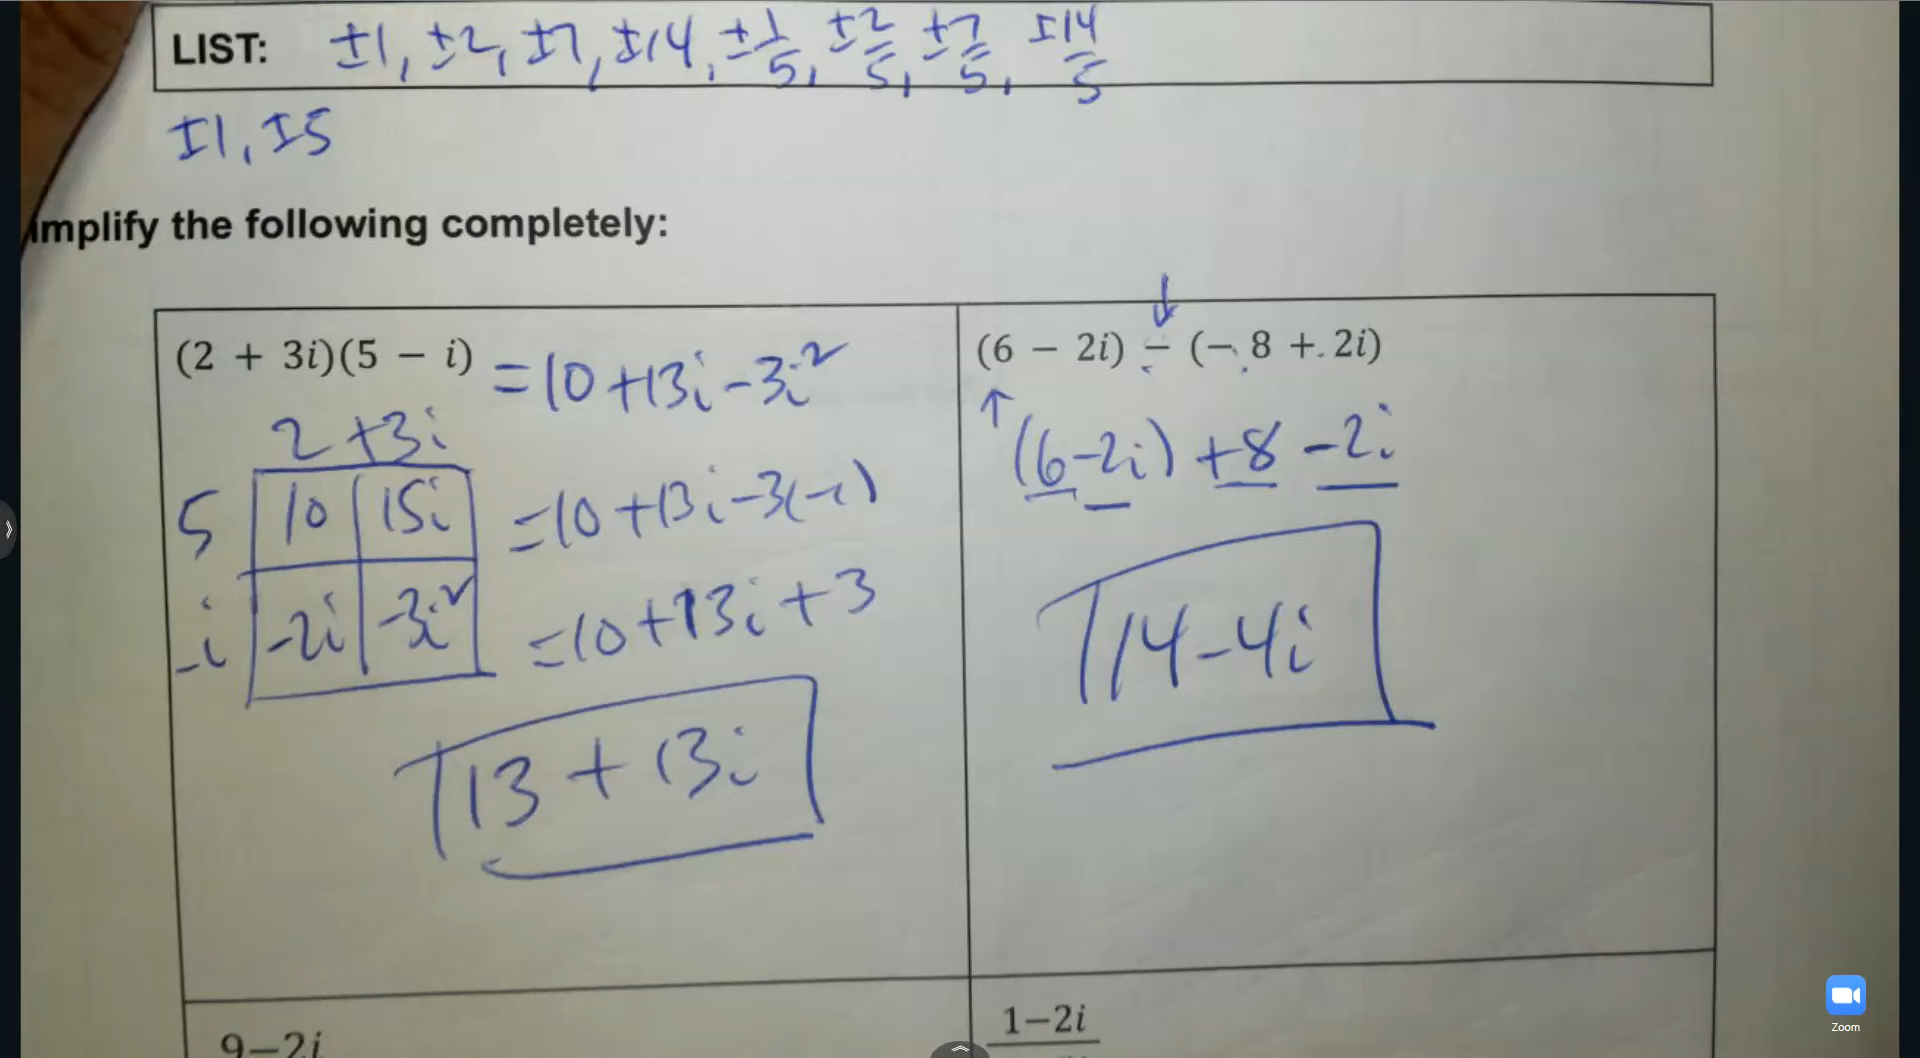 LIST: ±1, ±2, ±7, ±14, ±1/5, ±2/5, ±7/5, ±14/5
±1, ±5
implify the following completely:
(2 + 3i)(5 − i) = 10 + 13i - 3i²
2 + 3i
5 10 15i
-i -2i -3i²
= 10 + 13i - 3(-1)
= 10 + 13i + 3
13 + 13i
(6 − 2i) − (− 8 + 2i)
(6-2i) + 8 - 2i
14 - 4i
9−2i
1−2i
Zoom